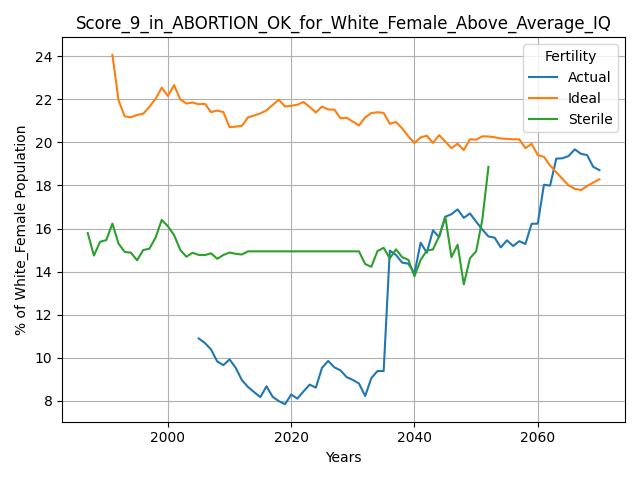 Score_9_in_ABORTION_OK_for_White_Female_Above_Average_IQ
Fertility
Actual
Ideal
Sterile
% of White_Female Population
24
22
20
18
16
14
12
10
8
2000 2020 2040 2060
Years